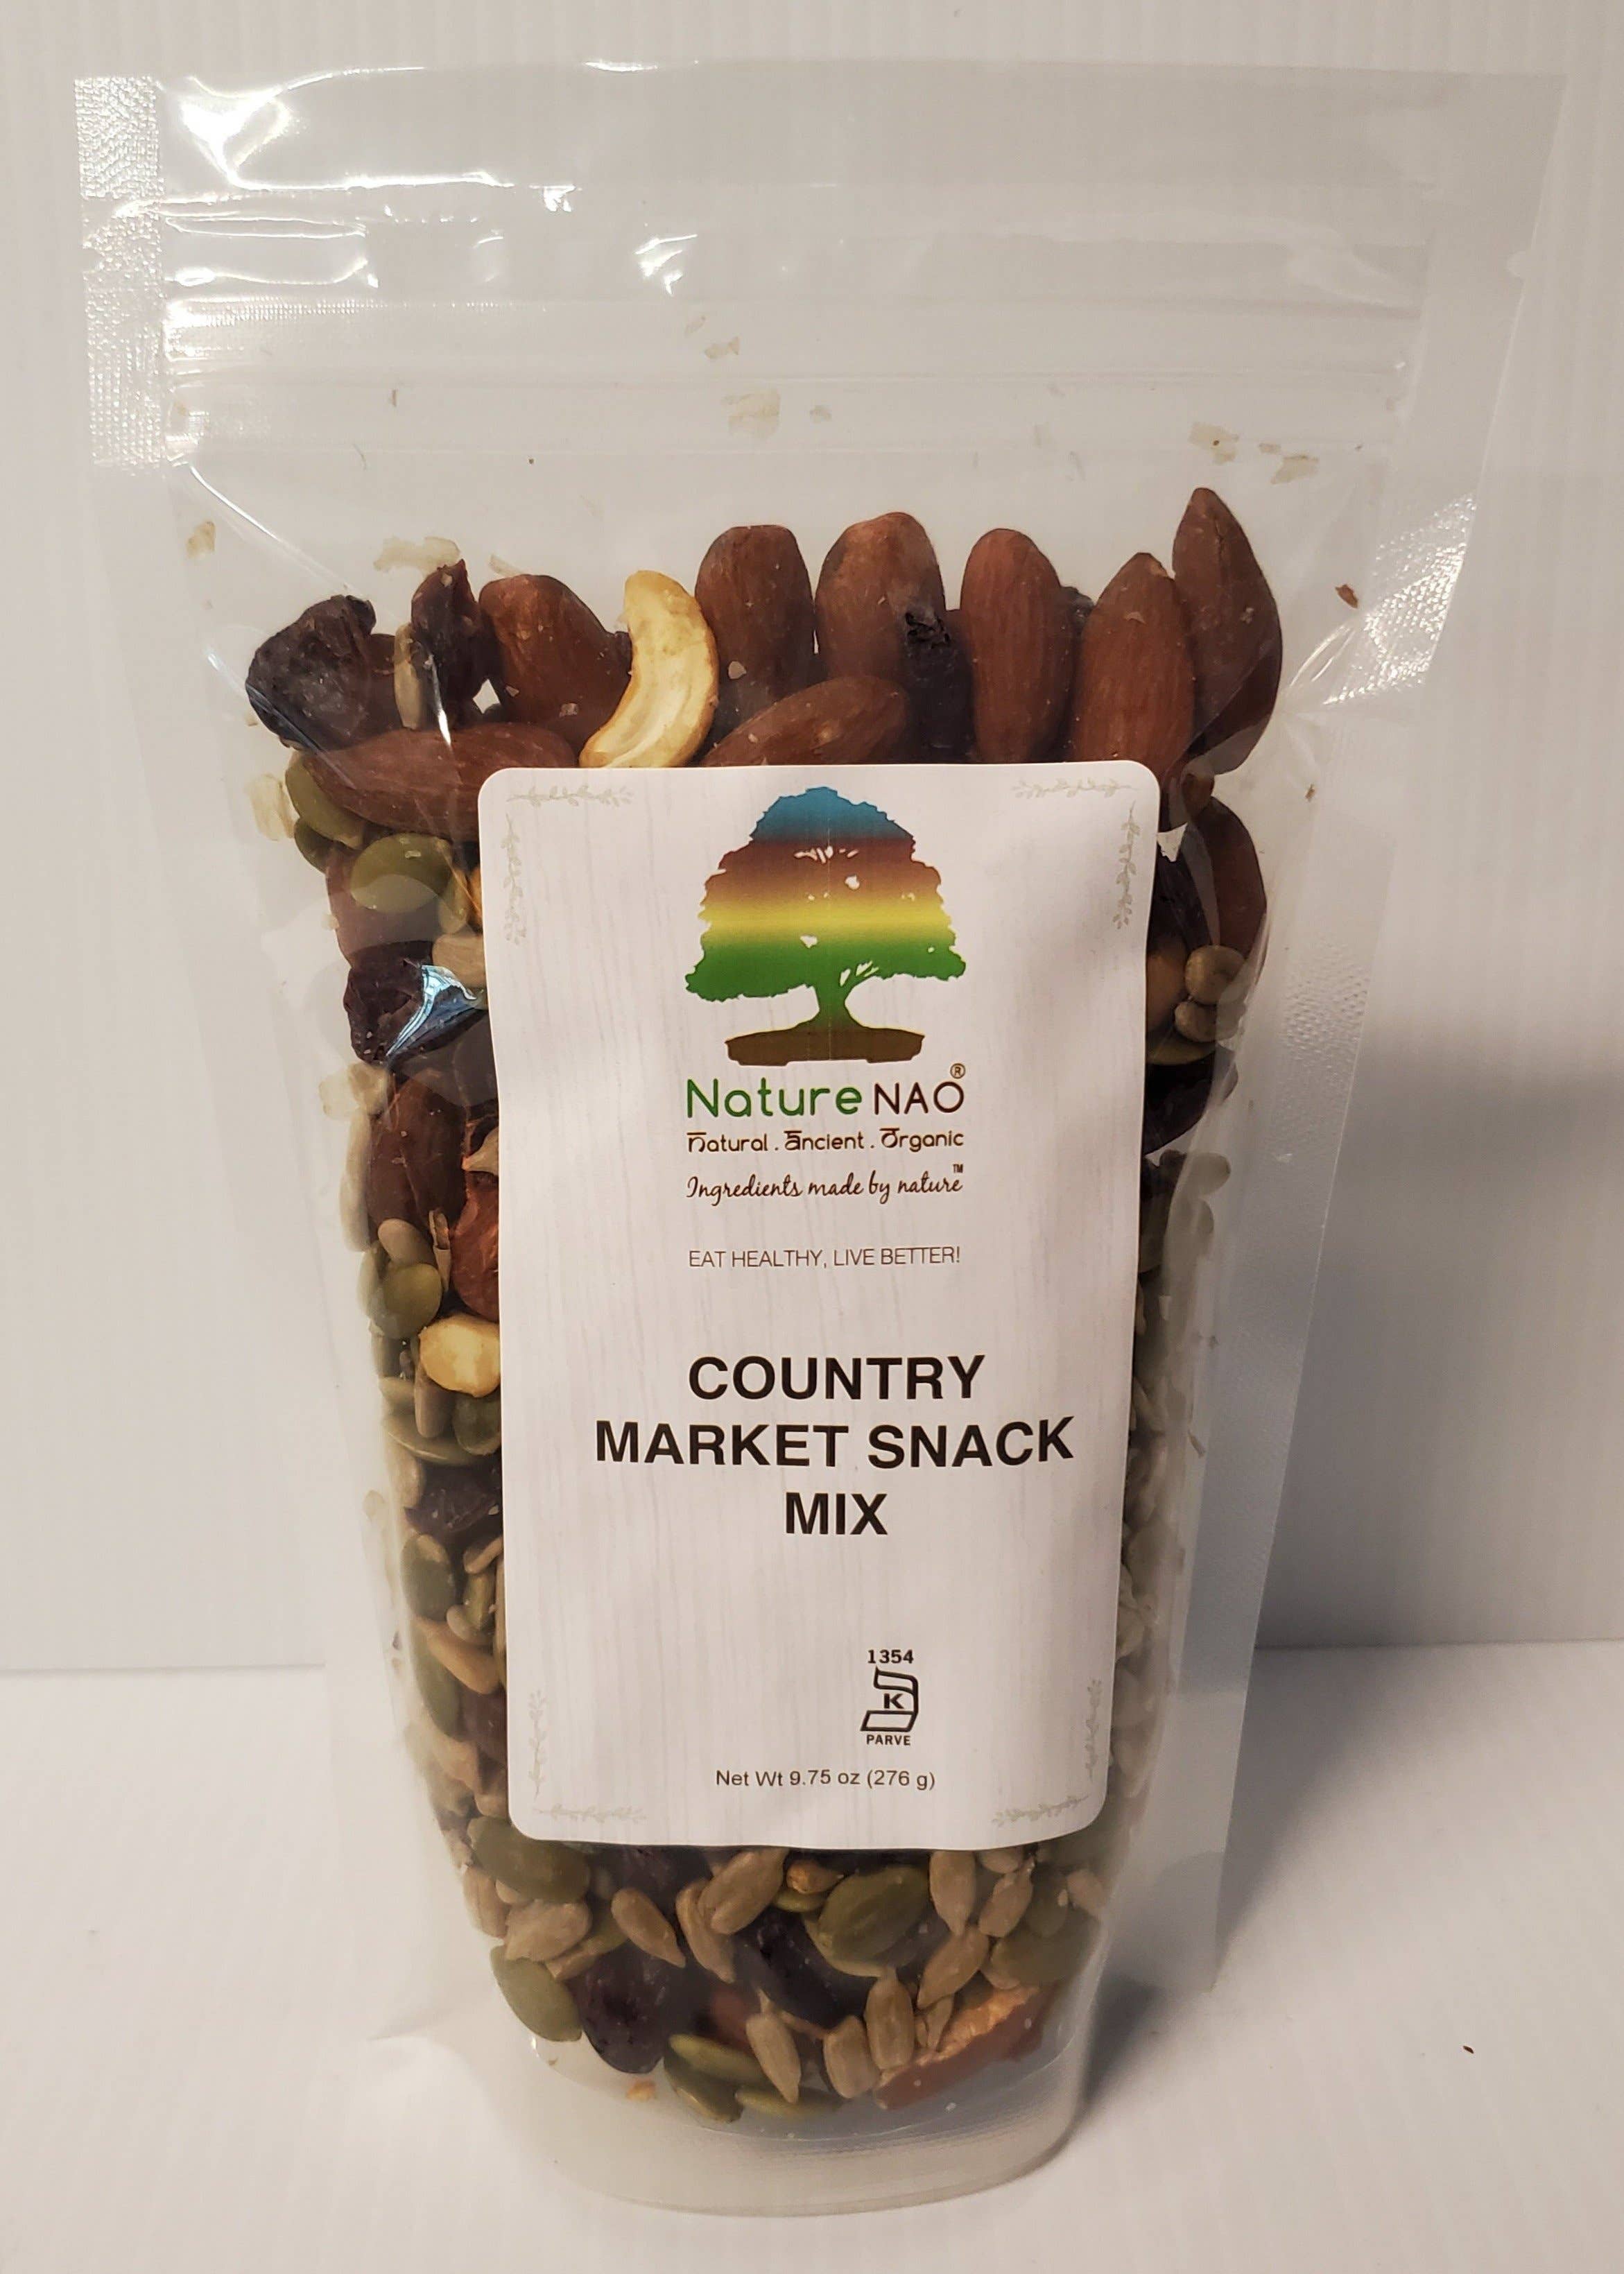 Nature NAO®
Natural . Ancient . Organic
Ingredients made by nature™
EAT HEALTHY, LIVE BETTER!
COUNTRY
MARKET SNACK
MIX
1354
K
PARVE
Net Wt 9.75 oz (276 g)